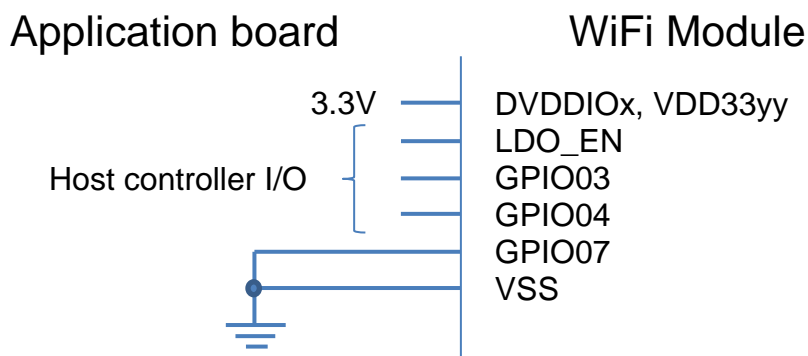 Application board WiFi Module
3.3V DVDDIOx, VDD33yy
LDO_EN
Host controller I/O GPIO03
GPIO04
GPIO07
VSS